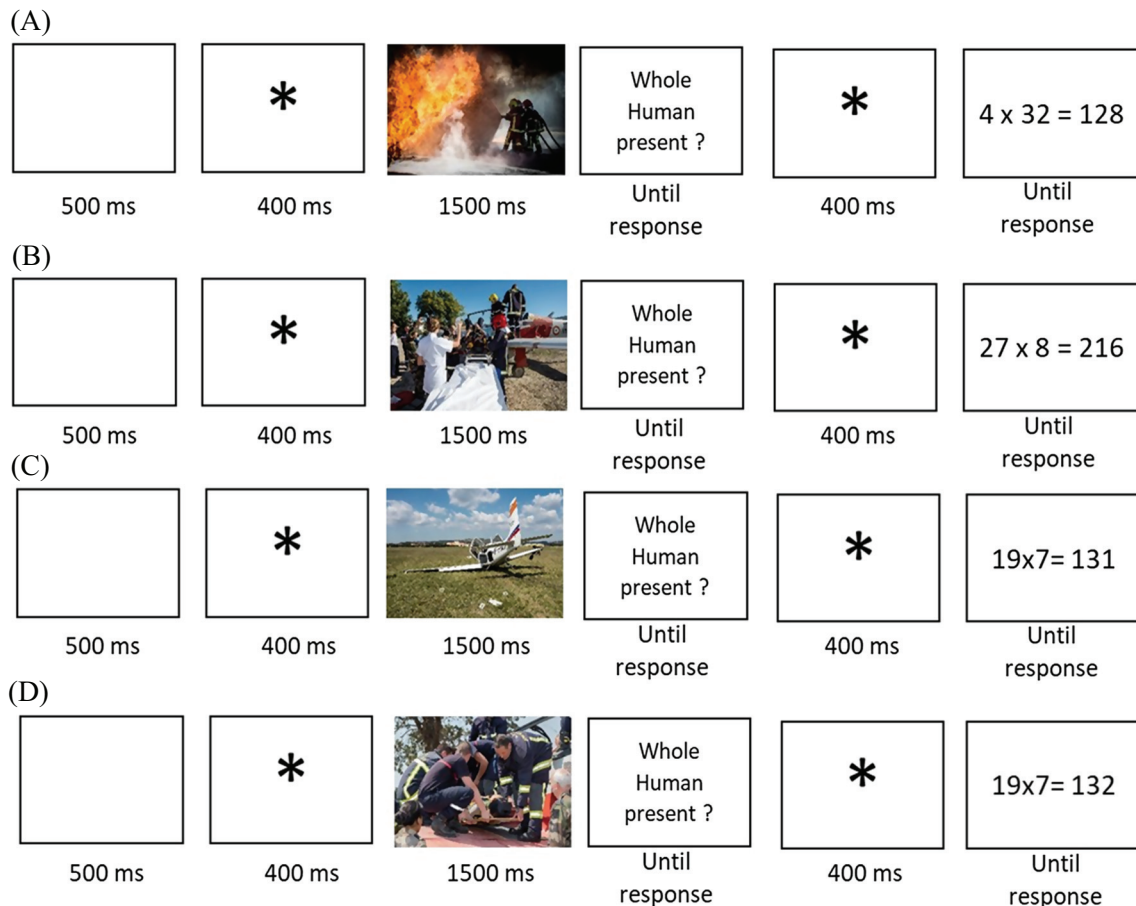 (A)
*
Whole
Human
present ?
*
4 x 32 = 128
500 ms
400 ms
1500 ms
Until
response
400 ms
Until
response
(B)
*
Whole
Human
present ?
*
27 x 8 = 216
500 ms
400 ms
1500 ms
Until
response
400 ms
Until
response
(C)
*
Whole
Human
present ?
*
19x7= 131
500 ms
400 ms
1500 ms
Until
response
400 ms
Until
response
(D)
*
Whole
Human
present ?
*
19x7= 132
500 ms
400 ms
1500 ms
Until
response
400 ms
Until
response